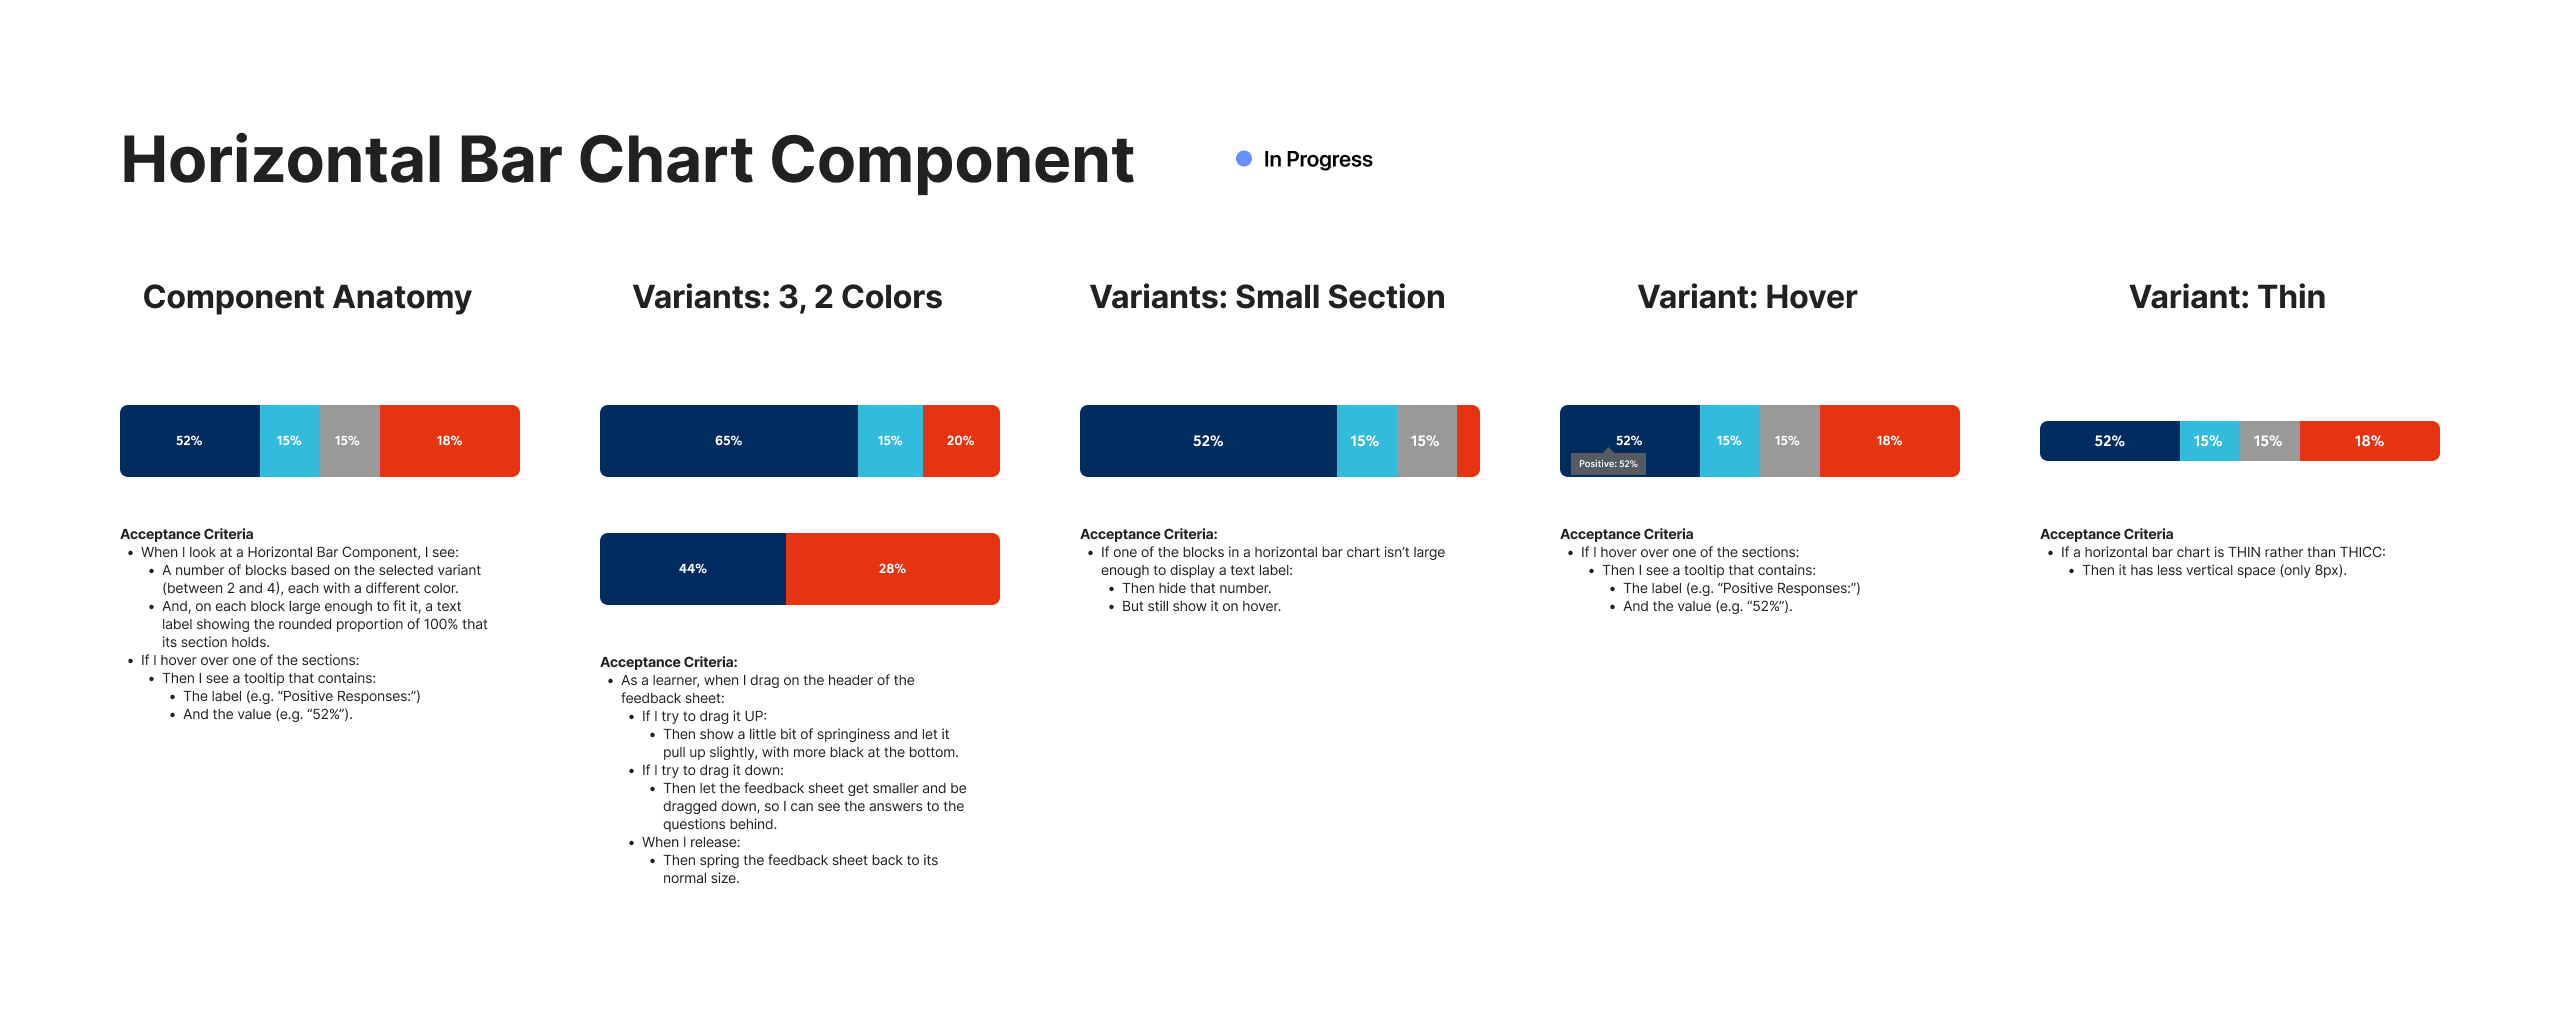 Horizontal Bar Chart Component
In Progress
Component Anatomy
52% 15% 15% 18%
Acceptance Criteria
• When I look at a Horizontal Bar Component, I see:
• A number of blocks based on the selected variant
(between 2 and 4), each with a different color.
• And, on each block large enough to fit it, a text
label showing the rounded proportion of 100% that
its section holds.
• If I hover over one of the sections:
• Then I see a tooltip that contains:
• The label (e.g. “Positive Responses:”)
• And the value (e.g. “52%”).
Variants: 3, 2 Colors
65% 15% 20%
44% 28%
Acceptance Criteria:
• As a learner, when I drag on the header of the
feedback sheet:
• If I try to drag it UP:
• Then show a little bit of springiness and let it
pull up slightly, with more black at the bottom.
• If I try to drag it down:
• Then let the feedback sheet get smaller and be
dragged down, so I can see the answers to the
questions behind.
• When I release:
• Then spring the feedback sheet back to its
normal size.
Variants: Small Section
52% 15% 15%
Acceptance Criteria:
• If one of the blocks in a horizontal bar chart isn’t large
enough to display a text label:
• Then hide that number.
• But still show it on hover.
Variant: Hover
52% 15% 15% 18%
Positive: 52%
Acceptance Criteria
• If I hover over one of the sections:
• Then I see a tooltip that contains:
• The label (e.g. “Positive Responses:”)
• And the value (e.g. “52%”).
Variant: Thin
52% 15% 15% 18%
Acceptance Criteria
• If a horizontal bar chart is THIN rather than THICC:
• Then it has less vertical space (only 8px).